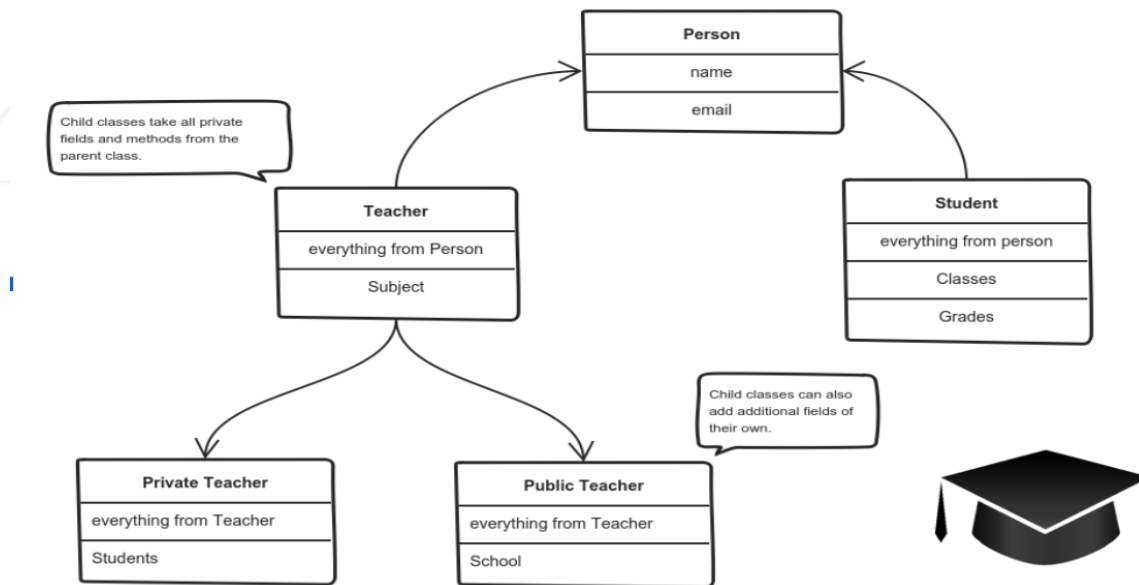 Person
name
email
Child classes take all private
fields and methods from the
parent class.
Teacher
everything from Person
Subject
Student
everything from person
Classes
Grades
Child classes can also
add additional fields of
their own.
Private Teacher
everything from Teacher
Students
Public Teacher
everything from Teacher
School